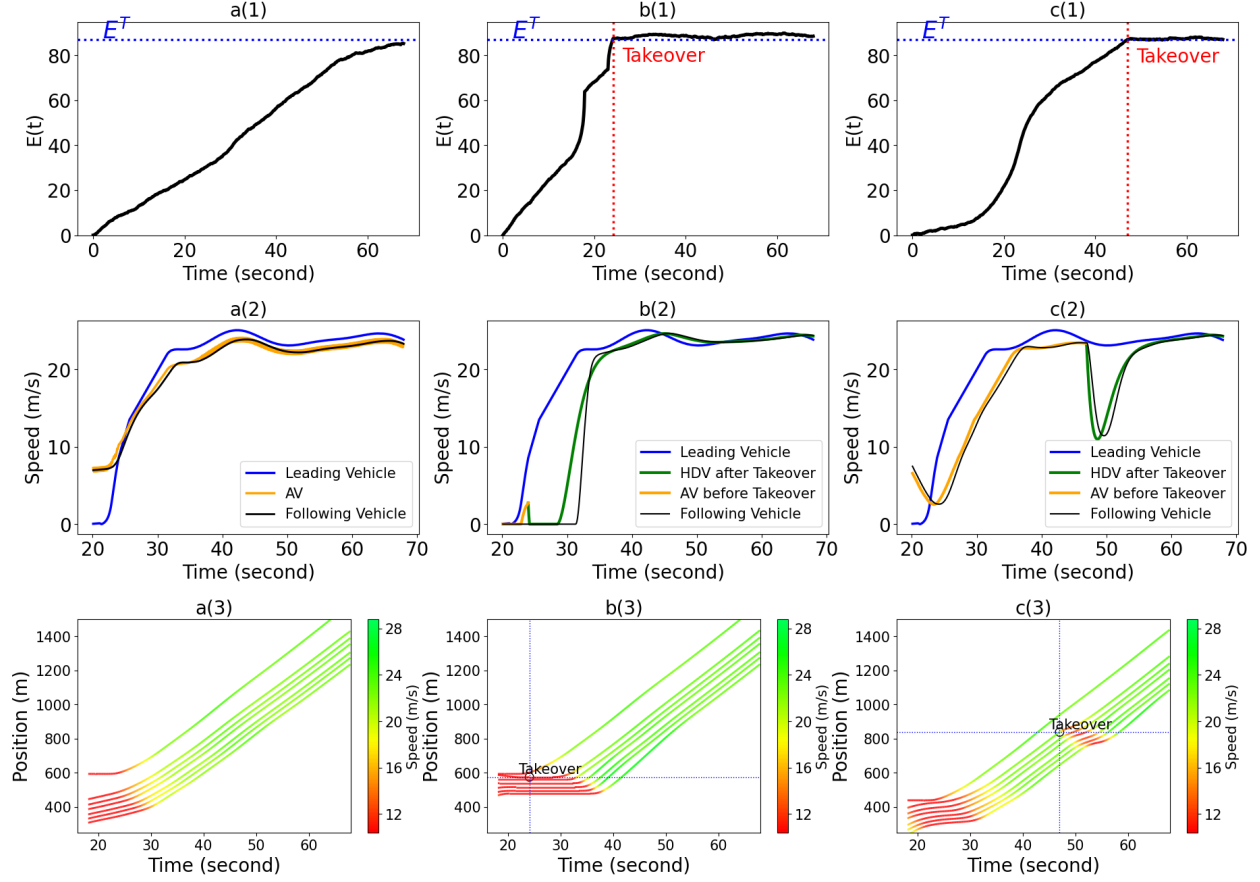 a(1)
b(1)
c(1)
E^T
E^T
E^T
Takeover
Takeover
E(t)
E(t)
E(t)
80
60
40
20
0
80
60
40
20
0
80
60
40
20
0
0 20 40 60
0 20 40 60
0 20 40 60
Time (second)
Time (second)
Time (second)
a(2)
b(2)
c(2)
Speed (m/s)
Speed (m/s)
Speed (m/s)
20
10
0
20
10
0
20
10
0
Leading Vehicle
AV
Following Vehicle
Leading Vehicle
HDV after Takeover
AV before Takeover
Following Vehicle
Leading Vehicle
HDV after Takeover
AV before Takeover
Following Vehicle
20 30 40 50 60 70
20 30 40 50 60 70
20 30 40 50 60 70
Time (second)
Time (second)
Time (second)
a(3)
b(3)
c(3)
Position (m)
Position (m)
Position (m)
1400
1200
1000
800
600
400
1400
1200
1000
800
600
400
1400
1200
1000
800
600
400
Takeover
Takeover
28
24
20
16
12
28
24
20
16
12
28
24
20
16
12
Speed (m/s)
Speed (m/s)
Speed (m/s)
20 30 40 50 60
20 30 40 50 60
20 30 40 50 60
Time (second)
Time (second)
Time (second)